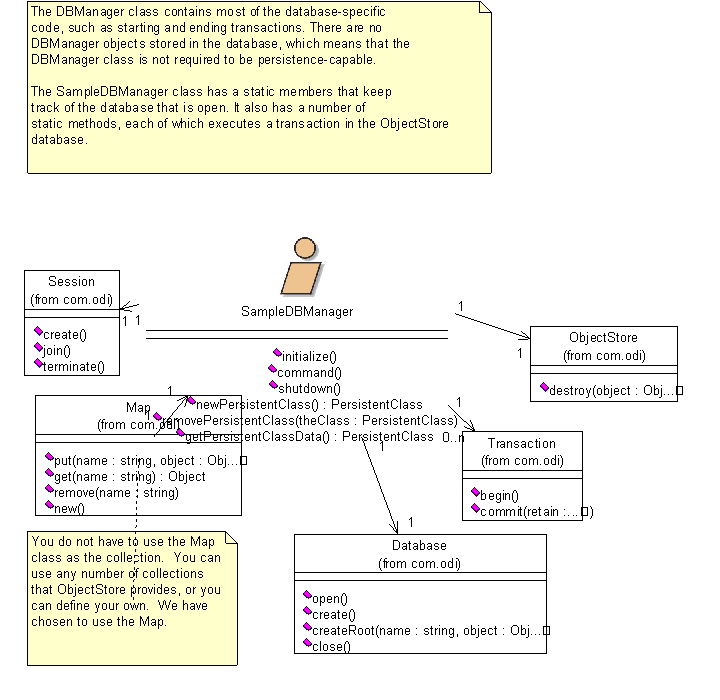 The DBManager class contains most of the database-specific
code, such as starting and ending transactions. There are no
DBManager objects stored in the database, which means that the
DBManager class is not required to be persistence-capable.
The SampleDBManager class has a static members that keep
track of the database that is open. It also has a number of
static methods, each of which executes a transaction in the ObjectStore
database.
Session
(from com.odi)
create()
join()
terminate()
1 1
SampleDBManager
initialize()
command()
shutdown()
newPersistentClass() : PersistentClass
removePersistentClass(theClass : PersistentClass)
getPersistentClassData() : PersistentClass
1
1
ObjectStore
(from com.odi)
destroy(object : Obj...
1
1
Map
(from com.odi)
put(name : string, object : Obj...
get(name : string) : Object
remove(name : string)
new()
1
0..n
Transaction
(from com.odi)
begin()
commit(retain :... )
1
1
Database
(from com.odi)
open()
create()
createRoot(name : string, object : Obj...
close()
You do not have to use the Map
class as the collection. You can
use any number of collections
that ObjectStore provides, or you
can define your own. We have
chosen to use the Map.